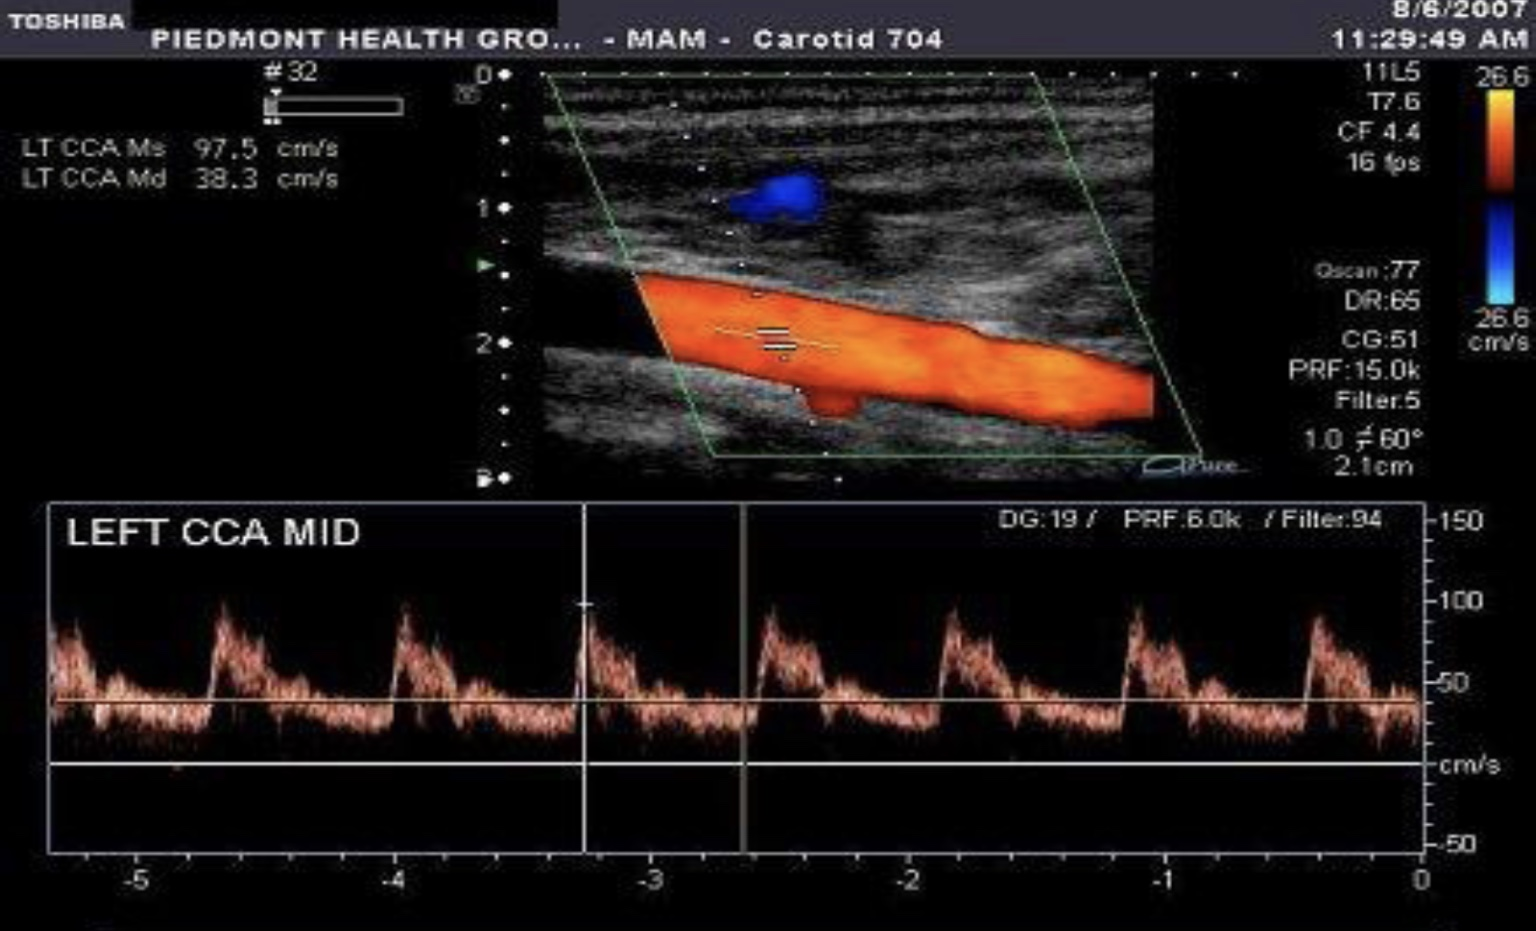 TOSHIBA
8/6/2007
PIEDMONT HEALTH GRO... - MAM - Carotid 704
11:29:49 AM
#32
LT CCA Ms 97.5 cm/s
LT CCA Md 38.3 cm/s
0
1
2
3
11L5
T7.6
CF 4.4
16 fps
Qscan:77
DR:65
CG:51
PRF:15.0k
Filter:5
1.0 60°
2.1cm
26.6
26.6
cm/s
LEFT CCA MID
DG:19 / PRF:6.0k / Filter:94
150
100
50
cm/s
-50
-5 -4 -3 -2 -1 0